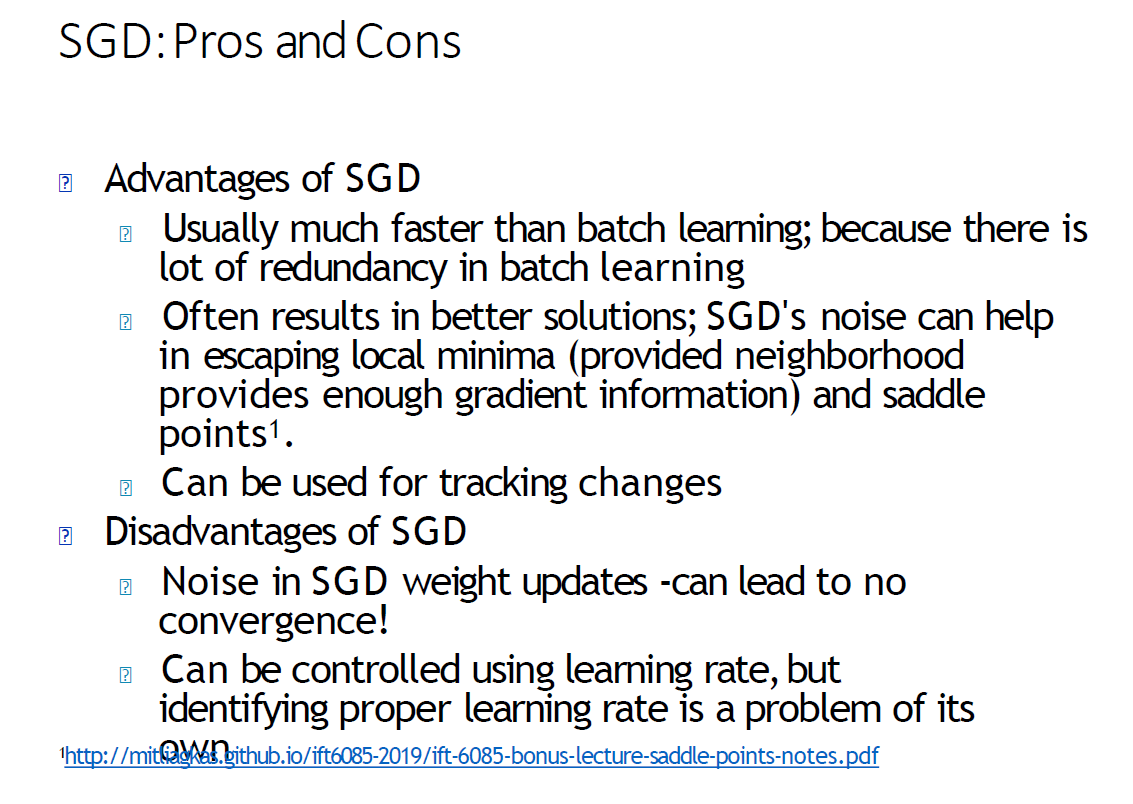 SGD: Pros and Cons
Advantages of SGD
Usually much faster than batch learning; because there is
lot of redundancy in batch learning
Often results in better solutions; SGD's noise can help
in escaping local minima (provided neighborhood
provides enough gradient information) and saddle
points¹.
Can be used for tracking changes
Disadvantages of SGD
Noise in SGD weight updates -can lead to no
convergence!
Can be controlled using learning rate, but
identifying proper learning rate is a problem of its
own
¹http://mitliagkas.github.io/ift6085-2019/ift-6085-bonus-lecture-saddle-points-notes.pdf